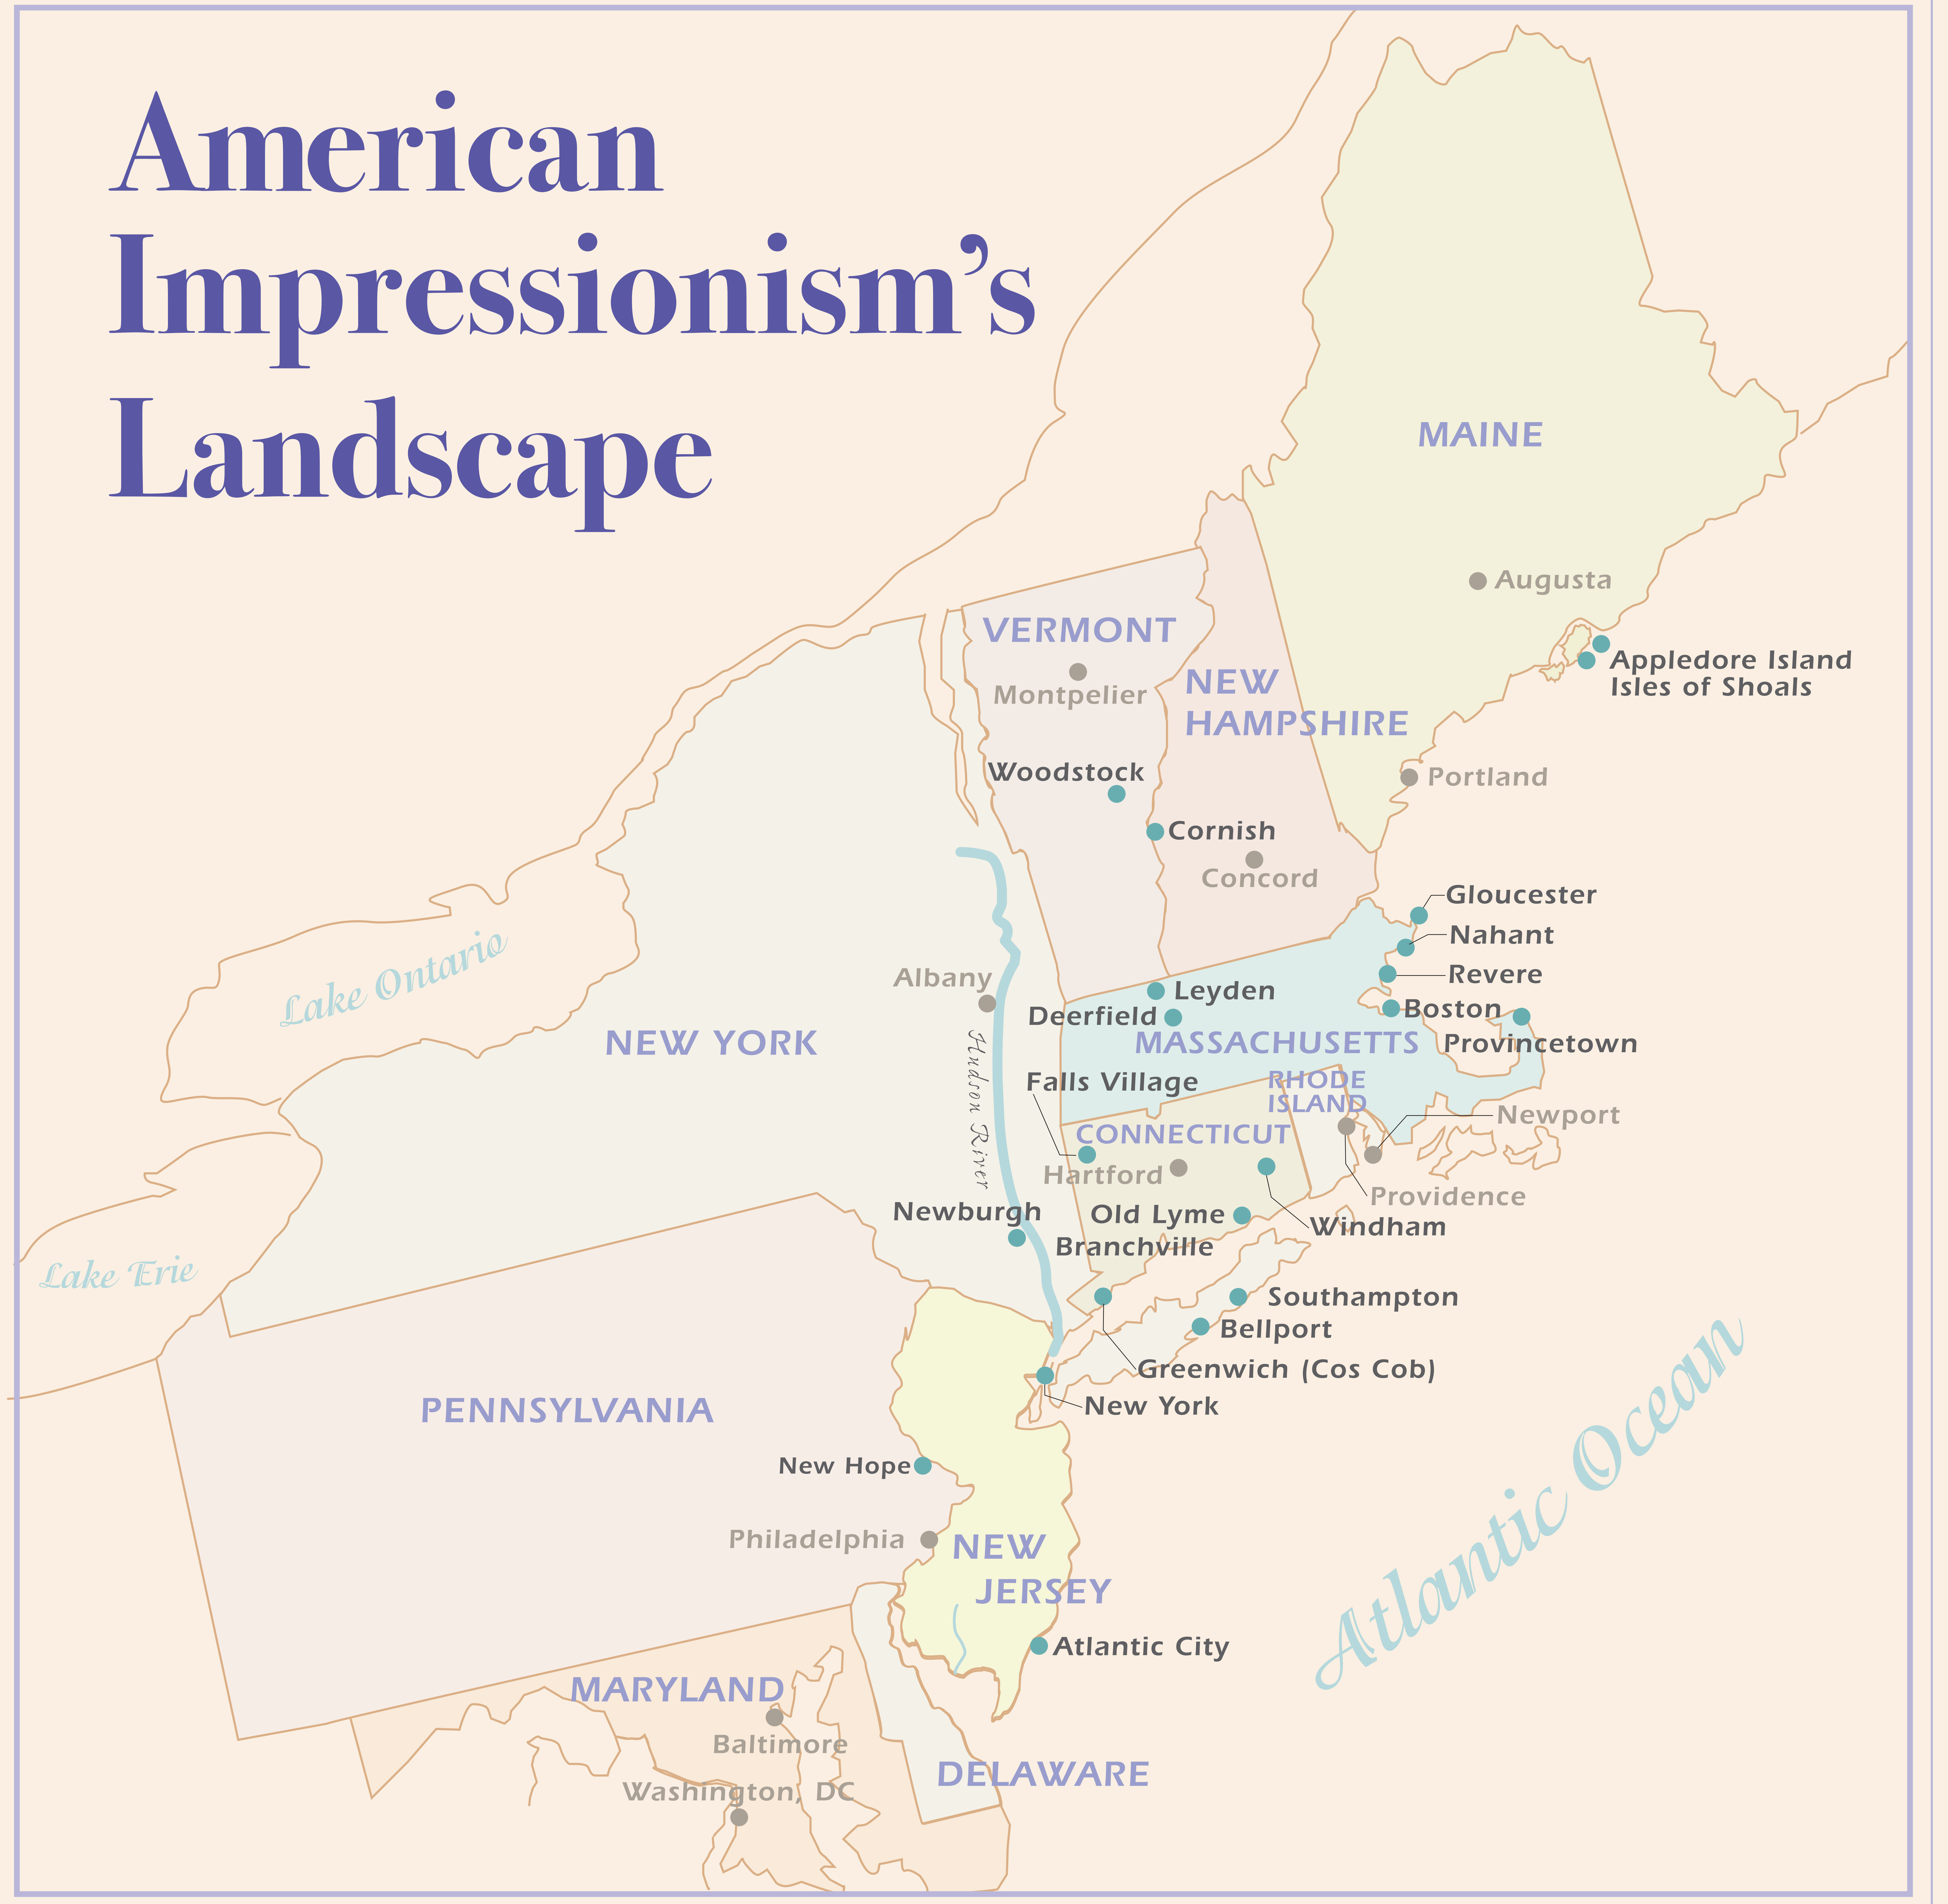 American
Impressionism’s
Landscape
MAINE
Augusta
VERMONT
Appledore Island
Isles of Shoals
Montpelier
NEW
HAMPSHIRE
Woodstock
Portland
Cornish
Concord
Gloucester
Nahant
Lake Ontario
Albany
Revere
Leyden
Boston
Deerfield
NEW YORK
MASSACHUSETTS
Provincetown
Hudson River
Falls Village
RHODE
ISLAND
Newport
CONNECTICUT
Hartford
Providence
Newburgh
Old Lyme
Windham
Branchville
Lake Erie
Southampton
Bellport
Greenwich (Cos Cob)
New York
PENNSYLVANIA
Atlantic Ocean
New Hope
Philadelphia
NEW
JERSEY
Atlantic City
MARYLAND
Baltimore
DELAWARE
Washington, DC